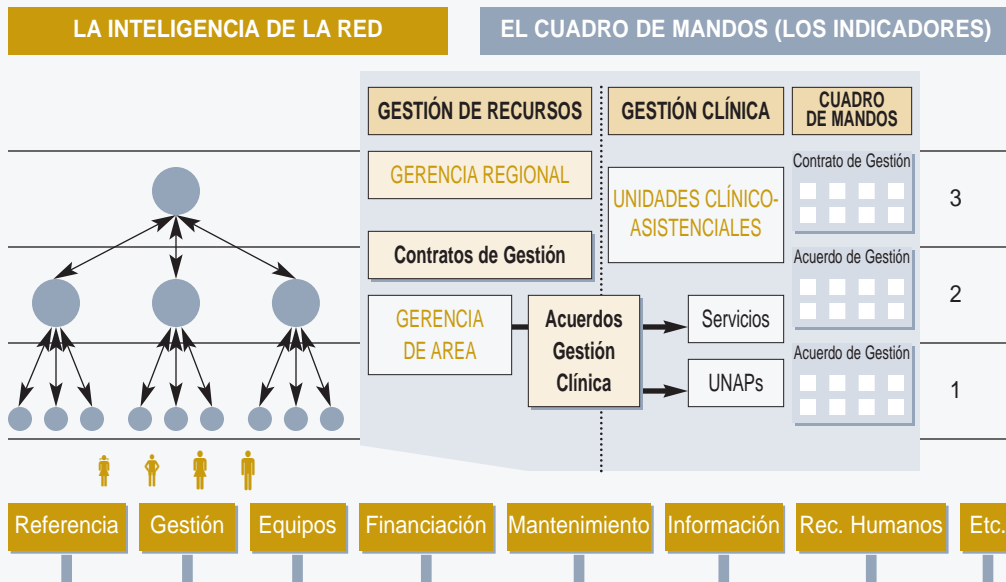 LA INTELIGENCIA DE LA RED
EL CUADRO DE MANDOS (LOS INDICADORES)
GESTIÓN DE RECURSOS
GESTIÓN CLÍNICA
CUADRO
DE MANDOS
GERENCIA REGIONAL
UNIDADES CLÍNICO-
ASISTENCIALES
Contrato de Gestión
3
Contratos de Gestión
Acuerdo de Gestión
2
GERENCIA
DE AREA
Acuerdos
Gestión
Clínica
Servicios
UNAPs
Acuerdo de Gestión
1
Referencia
Gestión
Equipos
Financiación
Mantenimiento
Información
Rec. Humanos
Etc.